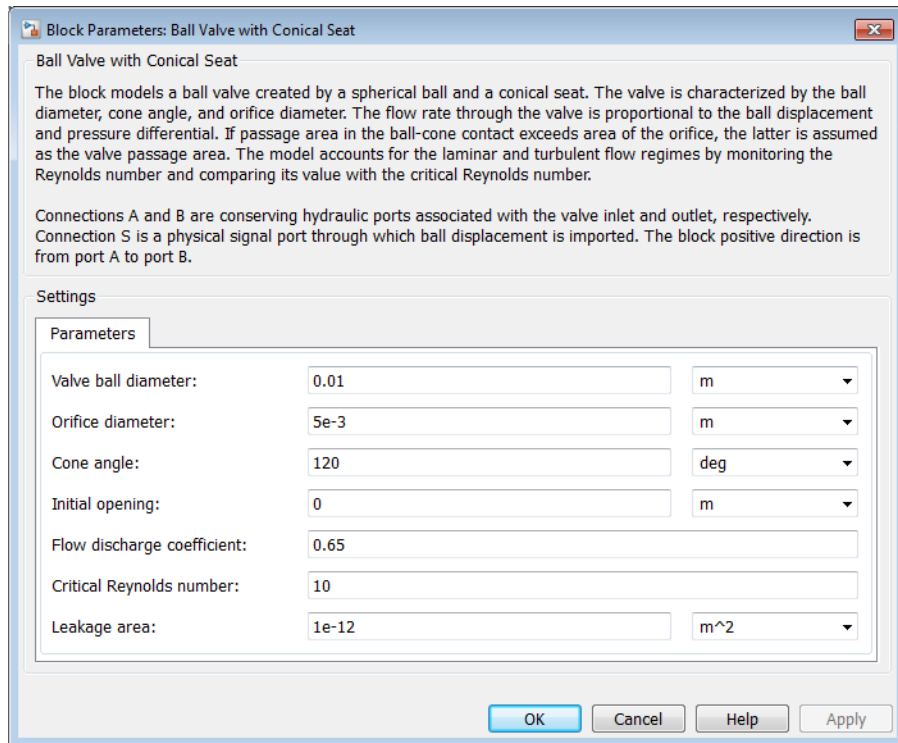 Block Parameters: Ball Valve with Conical Seat
Ball Valve with Conical Seat
The block models a ball valve created by a spherical ball and a conical seat. The valve is characterized by the ball
diameter, cone angle, and orifice diameter. The flow rate through the valve is proportional to the ball displacement
and pressure differential. If passage area in the ball-cone contact exceeds area of the orifice, the latter is assumed
as the valve passage area. The model accounts for the laminar and turbulent flow regimes by monitoring the
Reynolds number and comparing its value with the critical Reynolds number.
Connections A and B are conserving hydraulic ports associated with the valve inlet and outlet, respectively.
Connection S is a physical signal port through which ball displacement is imported. The block positive direction is
from port A to port B.
Settings
Parameters
Valve ball diameter: 0.01 m
Orifice diameter: 5e-3 m
Cone angle: 120 deg
Initial opening: 0 m
Flow discharge coefficient: 0.65
Critical Reynolds number: 10
Leakage area: 1e-12 m^2
OK Cancel Help Apply